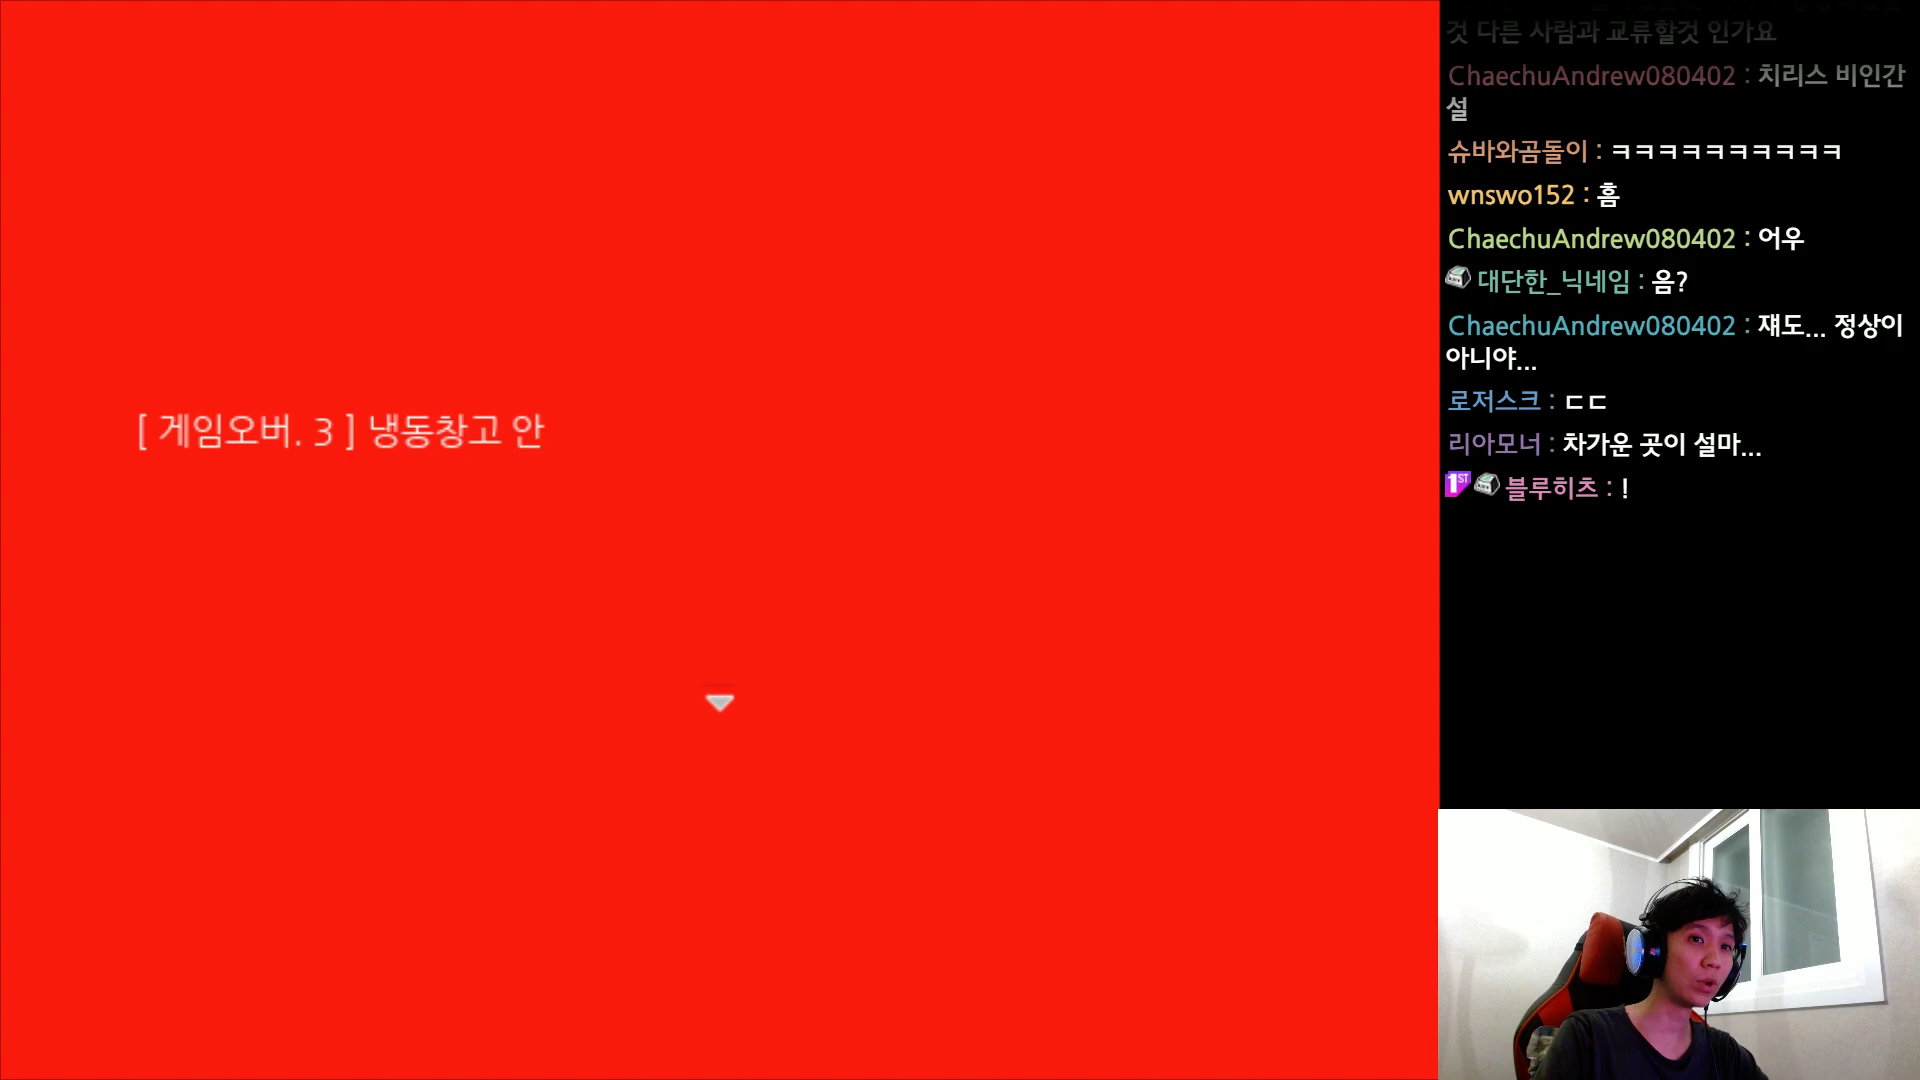 [ 게임오버. 3 ] 냉동창고 안
것 다른 사람과 교류할것 인가요
ChaechuAndrew080402 : 치리스 비인간
설
슈바와곰돌이 : ㅋㅋㅋㅋㅋㅋㅋㅋㅋㅋ
wnswo152 : 흠
ChaechuAndrew080402 : 어우
대단한_닉네임 : 음?
ChaechuAndrew080402 : 쟤도... 정상이
아니야...
로저스크 : ㄷㄷ
리아모너 : 차가운 곳이 설마...
1ST 블루히츠 : !